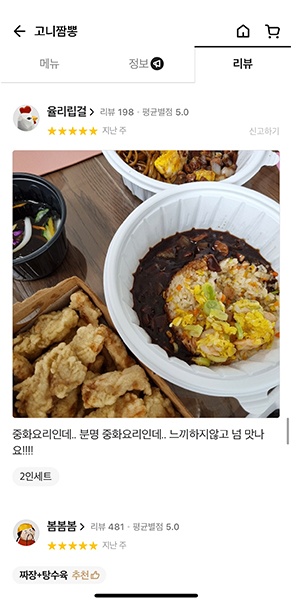 고니짬뽕
메뉴
정보
리뷰
율리립걸 > 리뷰 198 · 평균별점 5.0
★★★★★ 지난 주 신고하기
중화요리인데.. 분명 중화요리인데.. 느끼하지않고 넘 맛나
요!!!!
2인세트
봄봄봄 > 리뷰 481 · 평균별점 5.0
★★★★★ 지난 주
짜장+탕수육 추천